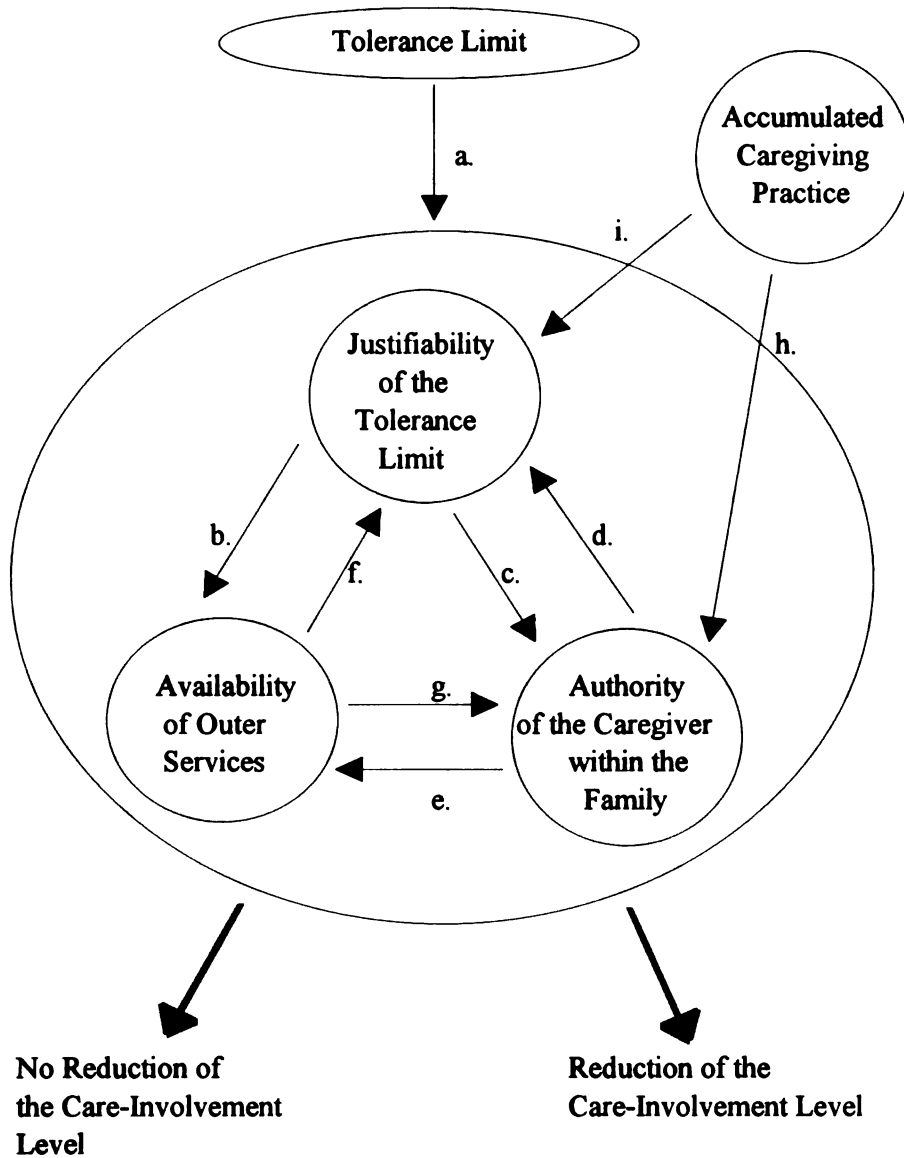 Tolerance Limit
a.
Accumulated
Caregiving
Practice
i.
h.
Justifiability
of the
Tolerance
Limit
b.
f.
c.
d.
Availability
of Outer
Services
g.
e.
Authority
of the Caregiver
within the
Family
No Reduction of
the Care-Involvement
Level
Reduction of the
Care-Involvement Level